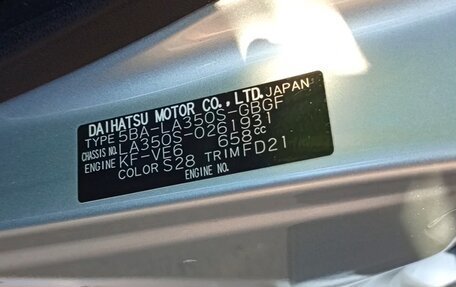 DAIHATSU MOTOR CO., LTD. JAPAN
TYPE 5BA-LA350S-GBGF
CHASSIS NO. LA350S-0261931
ENGINE KF-VE6 658cc
COLOR S28 TRIM FD21
ENGINE NO.